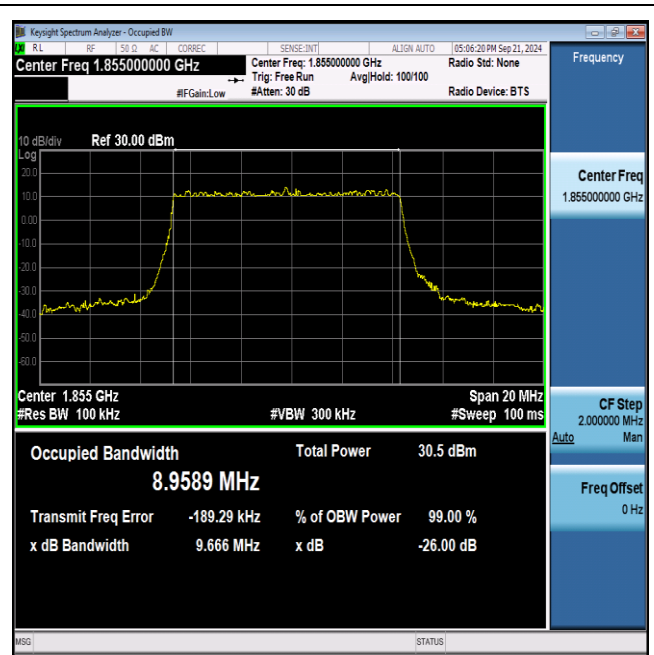 Keysight Spectrum Analyzer - Occupied BW
RL RF 50 Ω AC CORREC SENSE:INT ALIGN AUTO 05:06:20 PM Sep 21, 2024
Center Freq 1.855000000 GHz
Center Freq: 1.855000000 GHz
Radio Std: None
Trig: Free Run Avg|Hold: 100/100
#IFGain:Low
#Atten: 30 dB
Radio Device: BTS
10 dB/div Ref 30.00 dBm
Log
20.0
10.0
0.00
-10.0
-20.0
-30.0
-40.0
-50.0
-60.0
Center 1.855 GHz
Span 20 MHz
#Res BW 100 kHz
#VBW 300 kHz
#Sweep 100 ms
Occupied Bandwidth
8.9589 MHz
Total Power 30.5 dBm
Transmit Freq Error -189.29 kHz
% of OBW Power 99.00 %
x dB Bandwidth 9.666 MHz
x dB -26.00 dB
MSG
STATUS
Frequency
Center Freq
1.855000000 GHz
CF Step
2.000000 MHz
Auto Man
Freq Offset
0 Hz